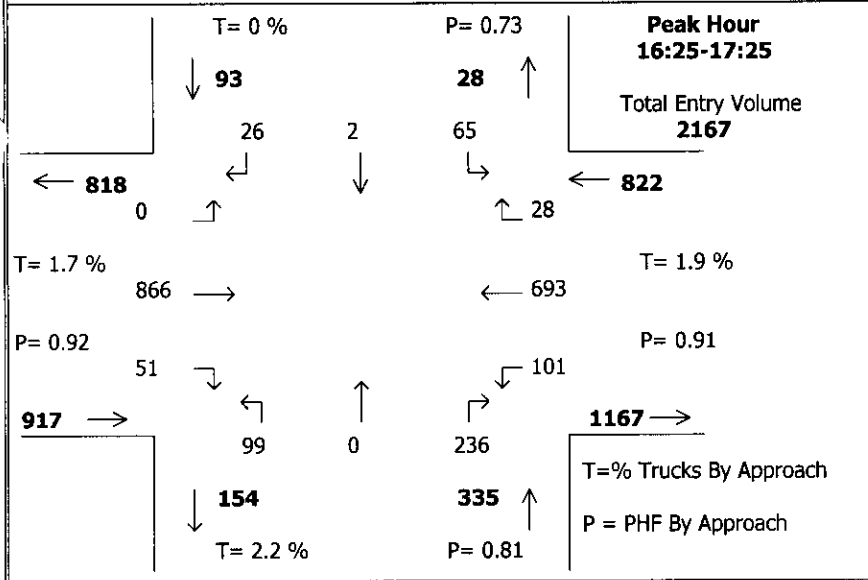 T= 0 % P= 0.73 Peak Hour
16:25-17:25
93 28
Total Entry Volume
2167
26 2 65
818 822
0 28
T= 1.7 % T= 1.9 %
866 693
P= 0.92 P= 0.91
51 101
917 1167
99 0 236
T=% Trucks By Approach
154 335
P = PHF By Approach
T= 2.2 % P= 0.81